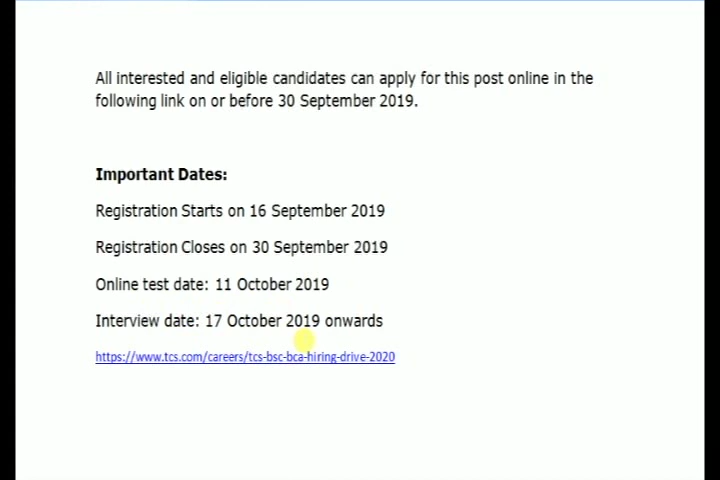 All interested and eligible candidates can apply for this post online in the
following link on or before 30 September 2019.
Important Dates:
Registration Starts on 16 September 2019
Registration Closes on 30 September 2019
Online test date: 11 October 2019
Interview date: 17 October 2019 onwards
https://www.tcs.com/careers/tcs-bsc-bca-hiring-drive-2020